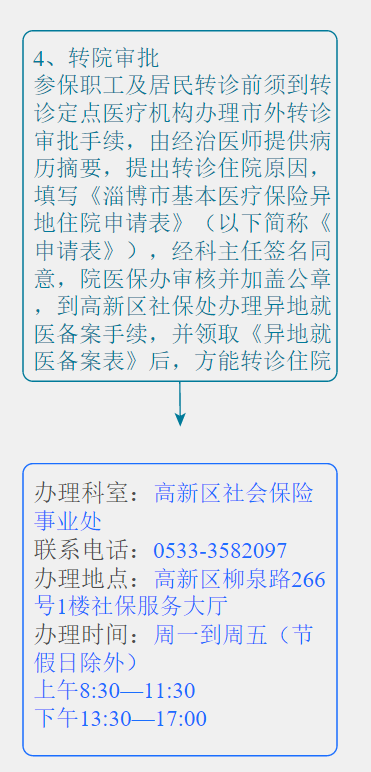 4、转院审批
参保职工及居民转诊前须到转
诊定点医疗机构办理市外转诊
审批手续，由经治医师提供病
历摘要，提出转诊住院原因，
填写《淄博市基本医疗保险异
地住院申请表》（以下简称《
申请表》），经科主任签名同
意，院医保办审核并加盖公章
，到高新区社保处办理异地就
医备案手续，并领取《异地就
医备案表》后，方能转诊住院
办理科室：高新区社会保险
事业处
联系电话：0533-3582097
办理地点：高新区柳泉路266
号1楼社保服务大厅
办理时间：周一到周五（节
假日除外）
上午8:30—11:30
下午13:30—17:00